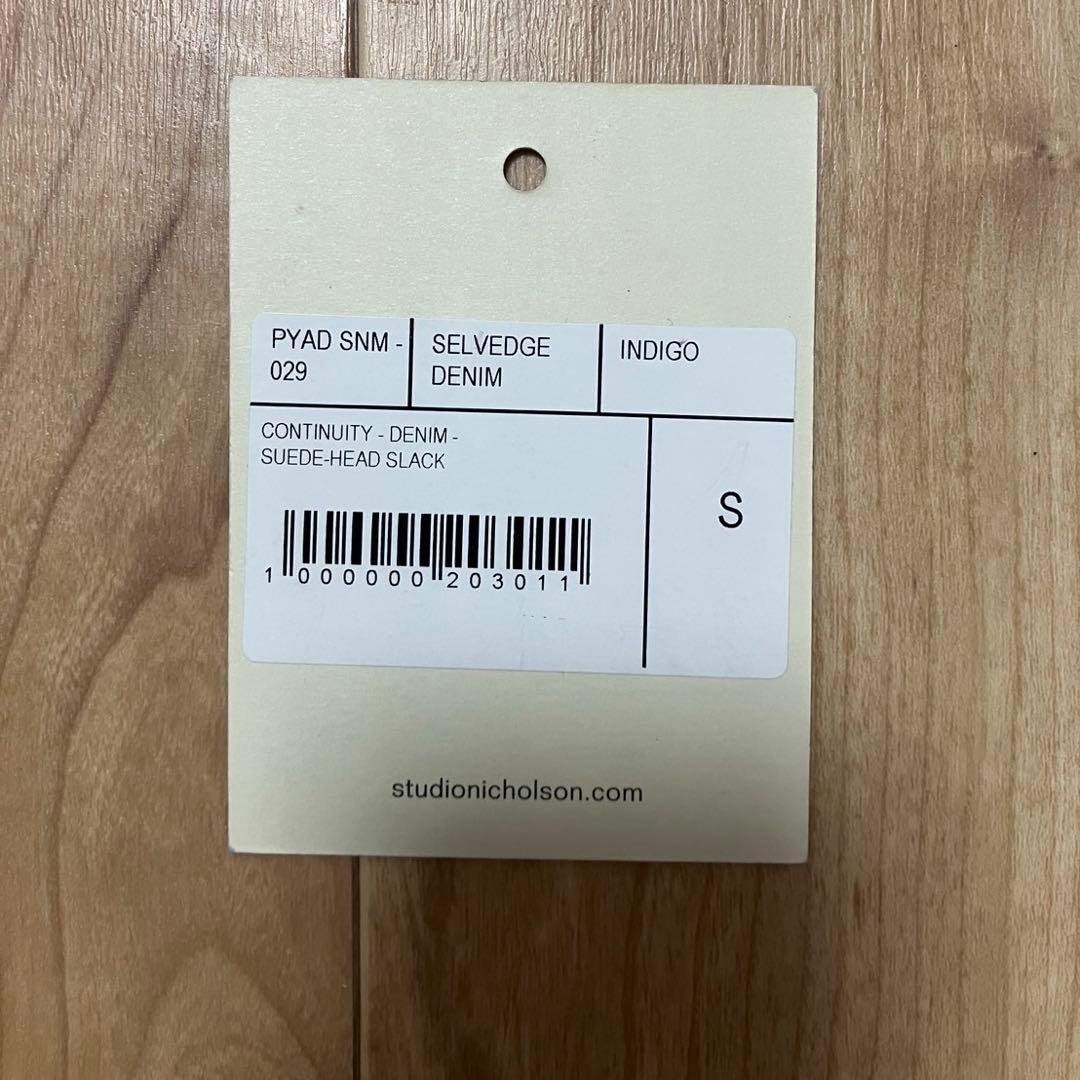 PYAD SNM -
029
SELVEDGE
DENIM
INDIGO
CONTINUITY - DENIM -
SUEDE-HEAD SLACK
S
1 000000 203011
studionicholson.com